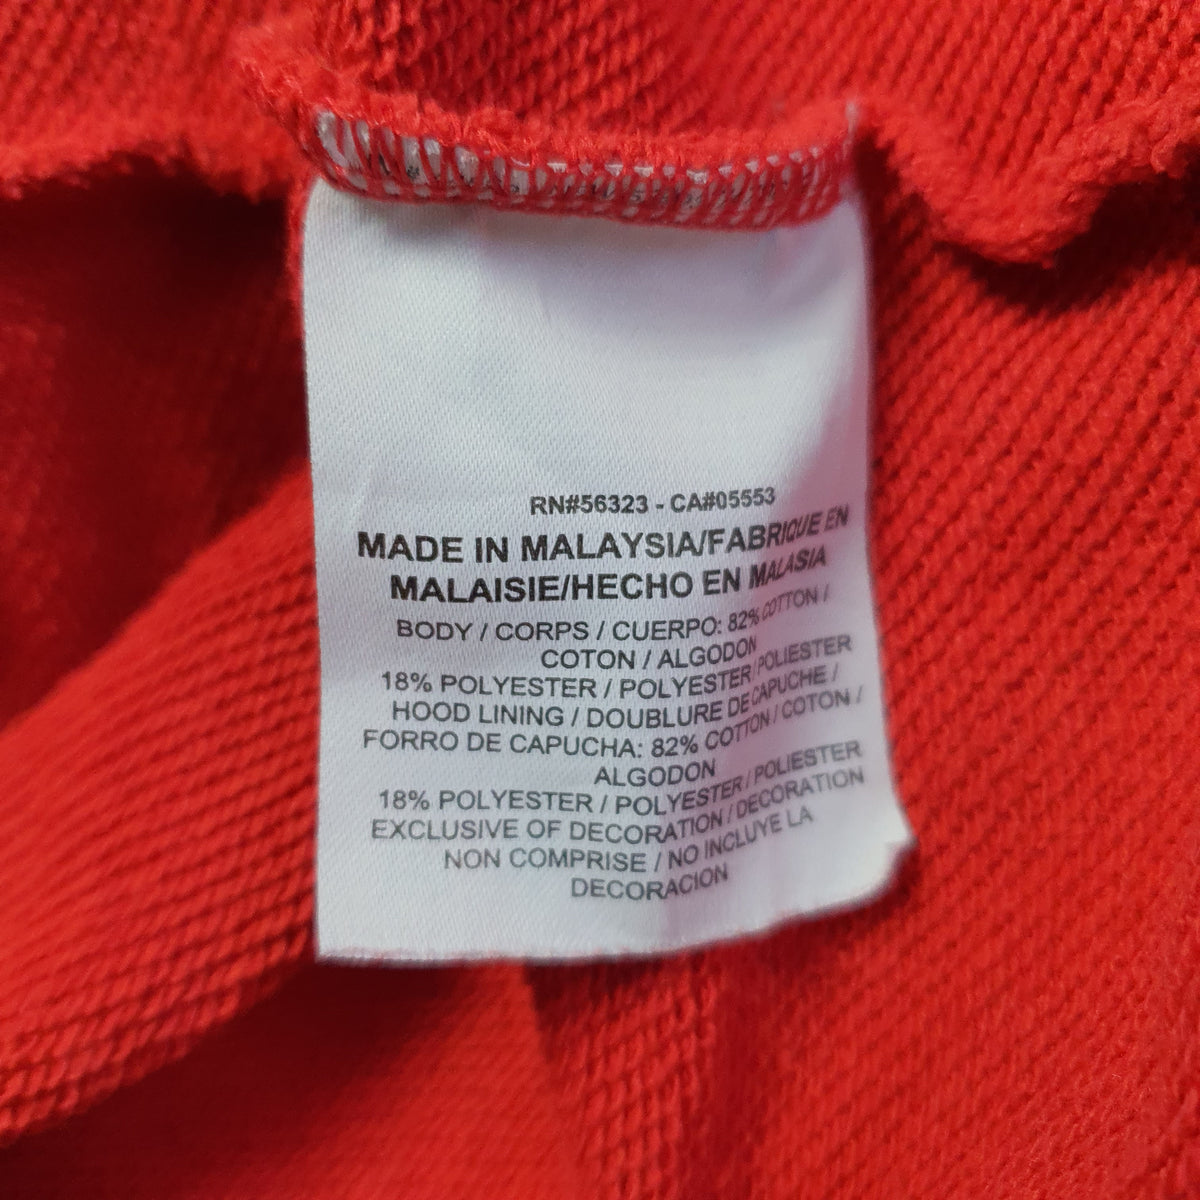 RN#56323 - CA#05553
MADE IN MALAYSIA/FABRIQUE EN
MALAISIE/HECHO EN MALASIA
BODY / CORPS / CUERPO: 82% COTTON /
COTON / ALGODON
18% POLYESTER / POLYESTER / POLIESTER
HOOD LINING / DOUBLURE DE CAPUCHE /
FORRO DE CAPUCHA: 82% COTTON / COTON /
ALGODON
18% POLYESTER / POLYESTER / POLIESTER
EXCLUSIVE OF DECORATION / DECORATION
NON COMPRISE / NO INCLUYE LA
DECORACION